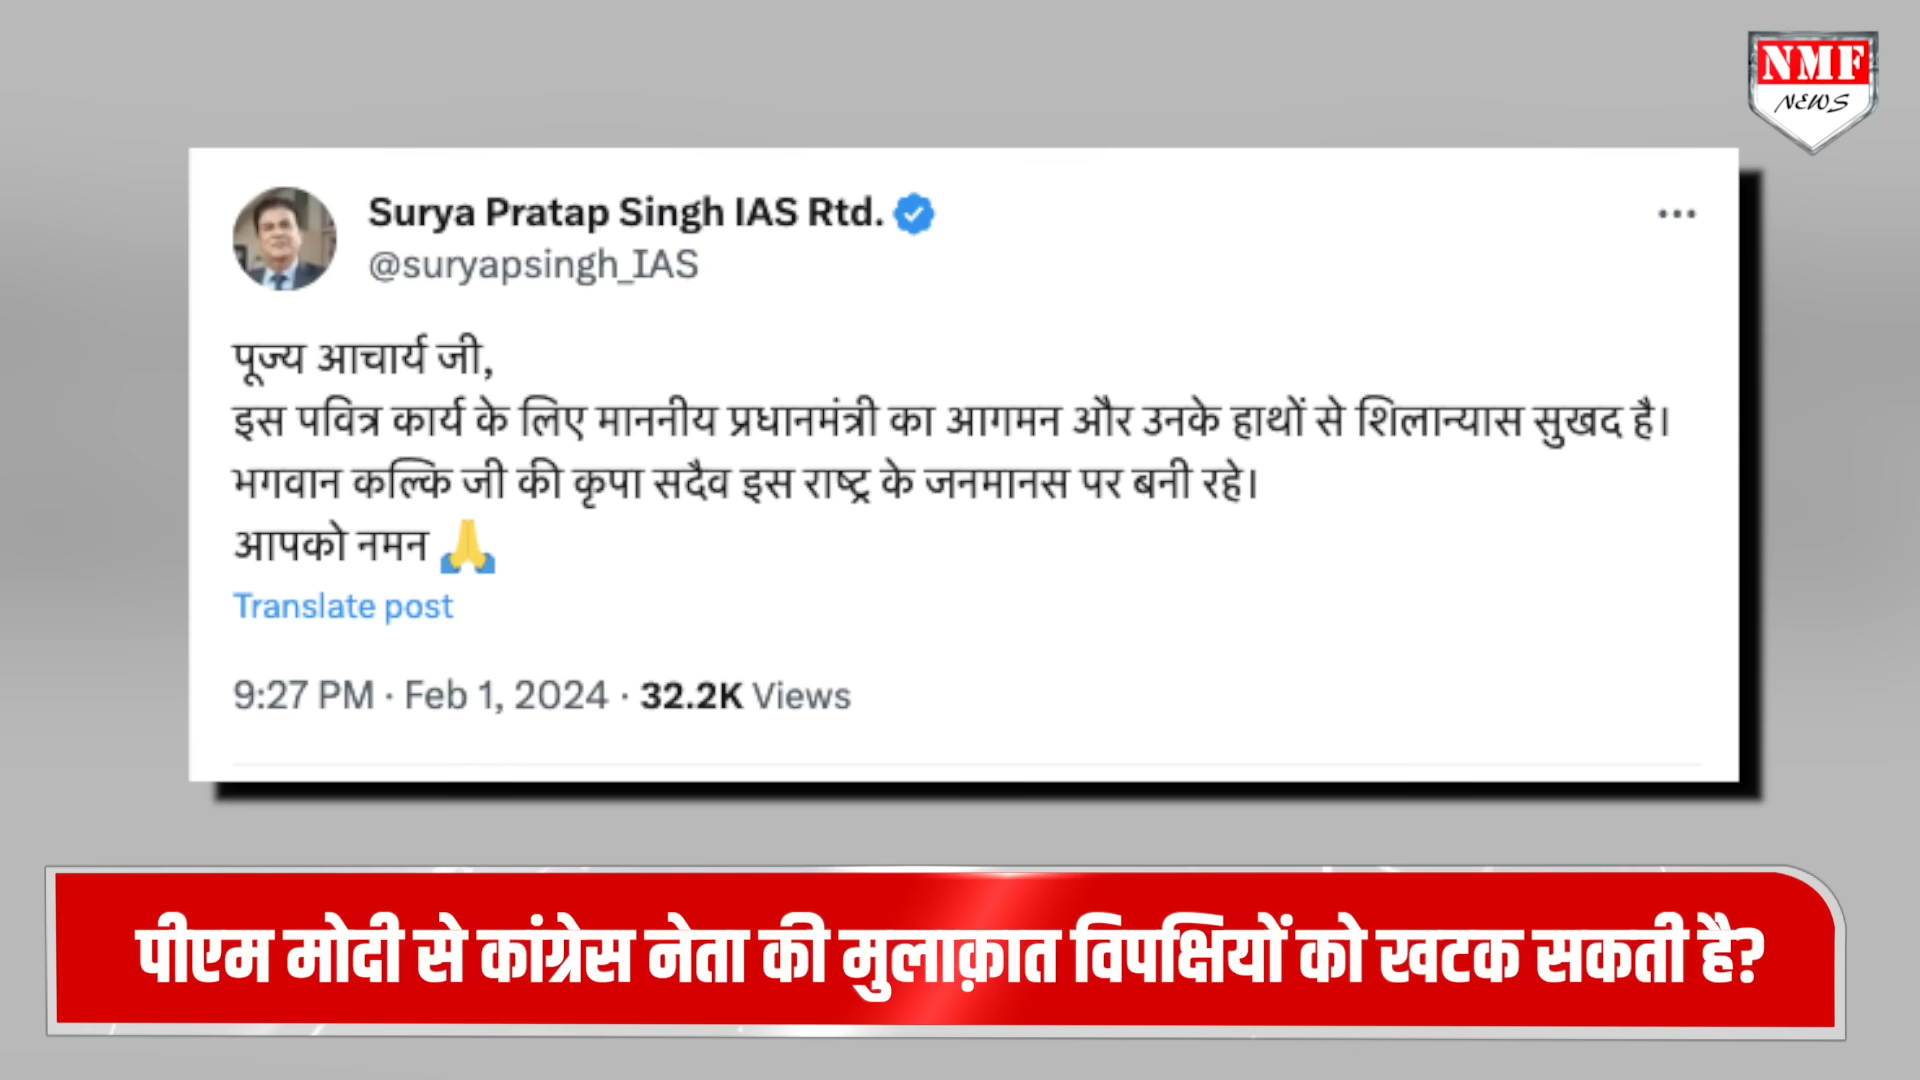 NMF
NEWS
Surya Pratap Singh IAS Rtd.
@suryapsingh_IAS
पूज्य आचार्य जी,
इस पवित्र कार्य के लिए माननीय प्रधानमंत्री का आगमन और उनके हाथों से शिलान्यास सुखद है।
भगवान कल्कि जी की कृपा सदैव इस राष्ट्र के जनमानस पर बनी रहे।
आपको नमन 🙏
Translate post
9:27 PM · Feb 1, 2024 · 32.2K Views
पीएम मोदी से कांग्रेस नेता की मुलाक़ात विपक्षियों को खटक सकती है?